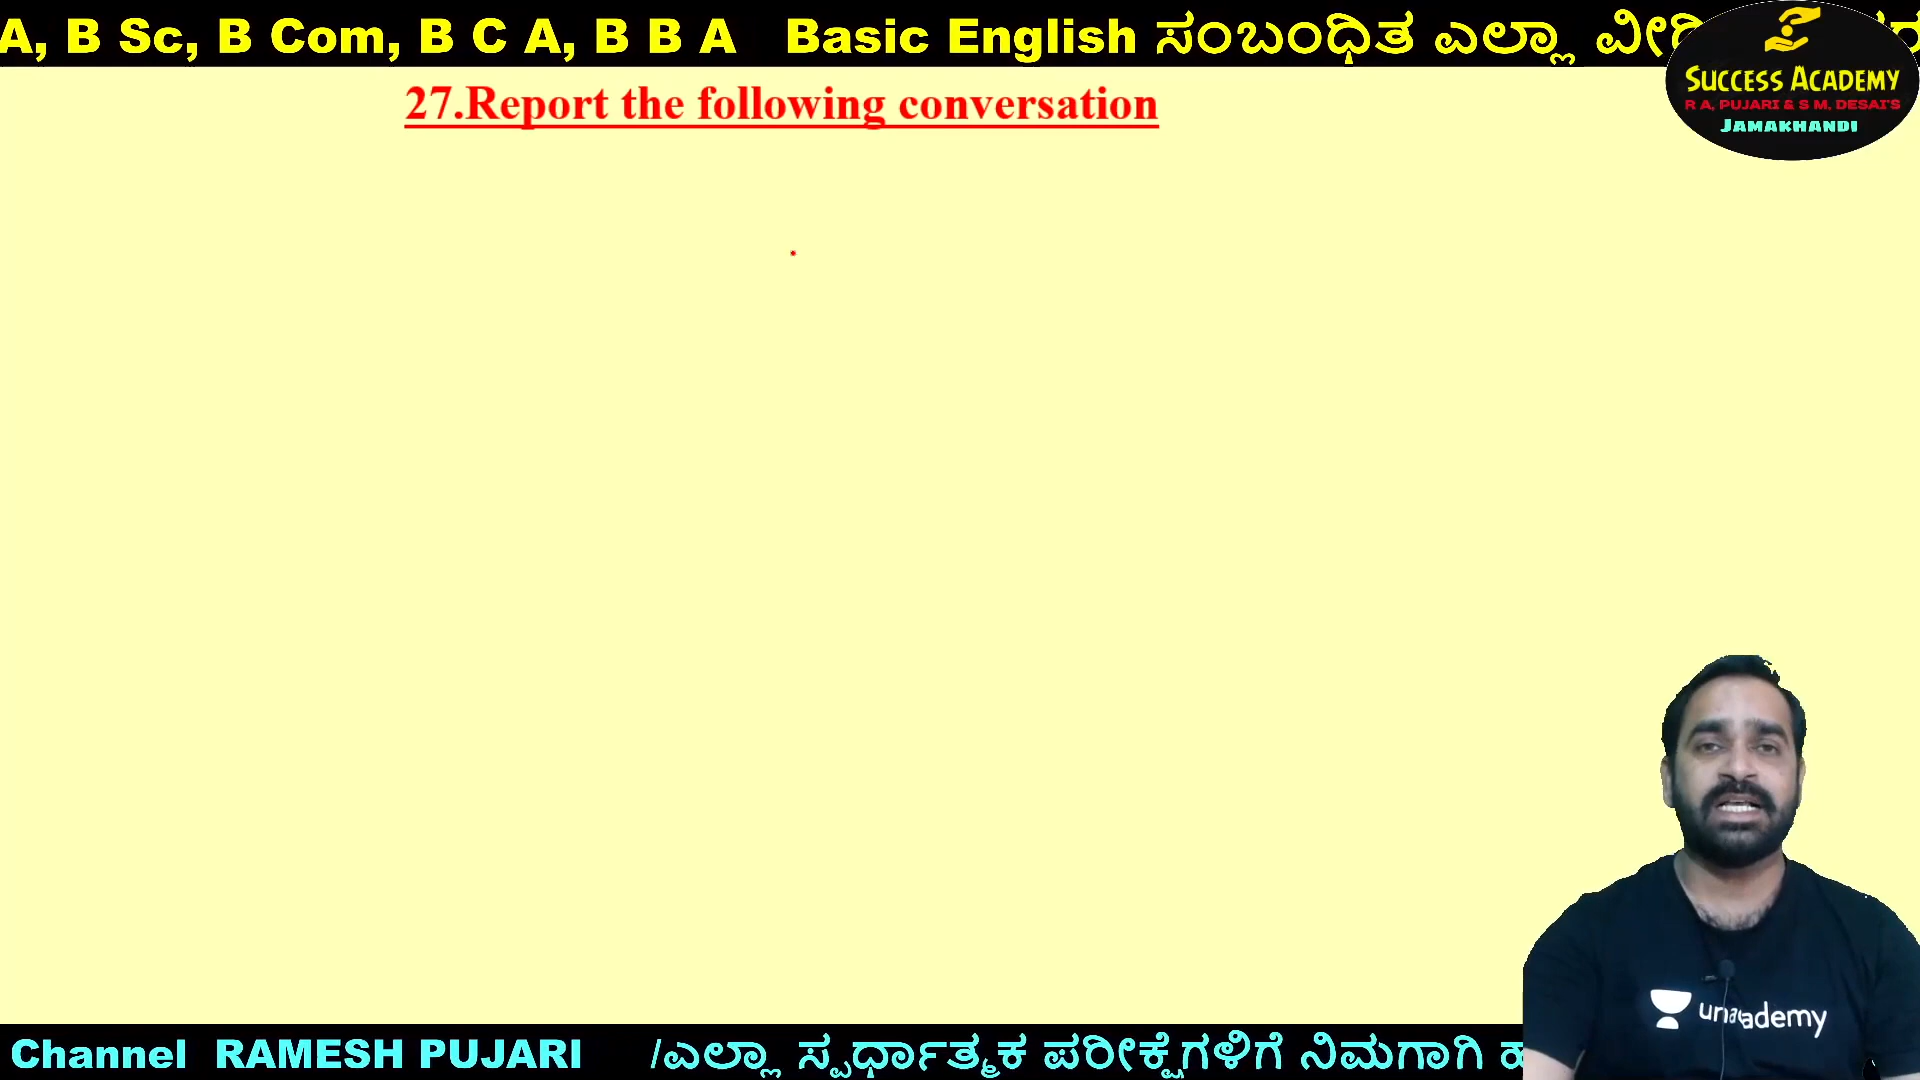 A, B Sc, B Com, B C A, B B A Basic English ಸಂಬಂಧಿತ ಎಲ್ಲಾ
SUCCESS ACADEMY
R A, PUJARI & S M, DESAI'S
JAMAKHANDI
27.Report the following conversation
unacademy
Channel RAMESH PUJARI /ಎಲ್ಲಾ ಸ್ಪರ್ಧಾತ್ಮಕ ಪರೀಕ್ಷೆಗಳಿಗೆ ನಿಮಗಾಗಿ